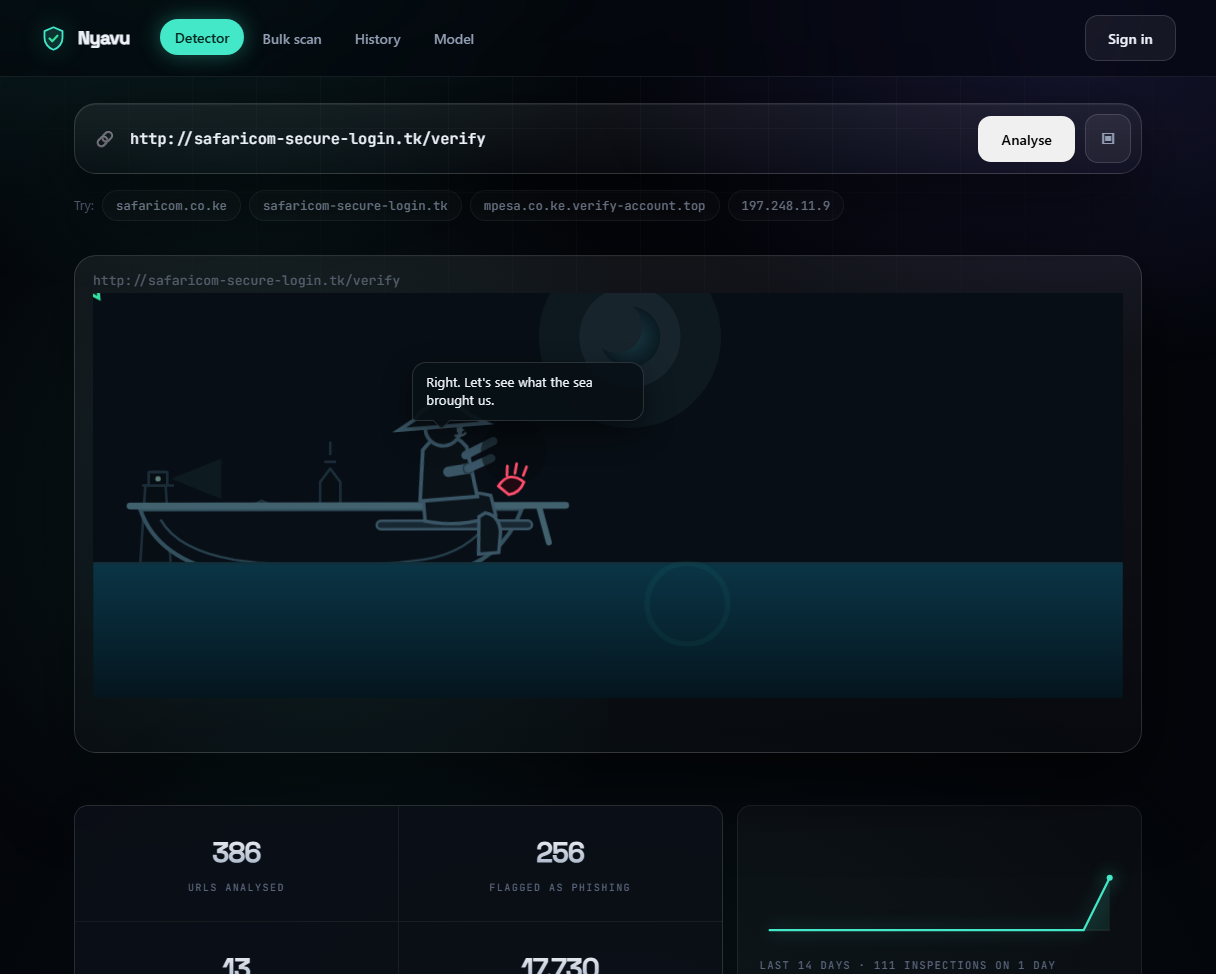 Nyavu
Detector
Bulk scan
History
Model
Sign in
http://safaricom-secure-login.tk/verify
Analyse
Try:
safaricom.co.ke
safaricom-secure-login.tk
mpesa.co.ke.verify-account.top
197.248.11.9
http://safaricom-secure-login.tk/verify
Right. Let's see what the sea
brought us.
386
256
URLS ANALYSED
FLAGGED AS PHISHING
13
17,730
LAST 14 DAYS · 111 INSPECTIONS ON 1 DAY